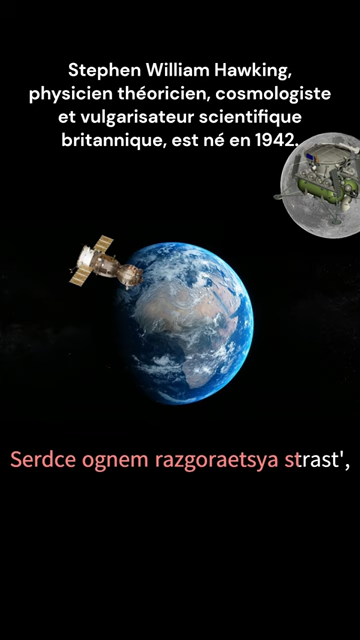 Stephen William Hawking,
physicien théoricien, cosmologiste
et vulgarisateur scientifique
britannique, est né en 1942.
Serdce ognem razgoraetsya strast',